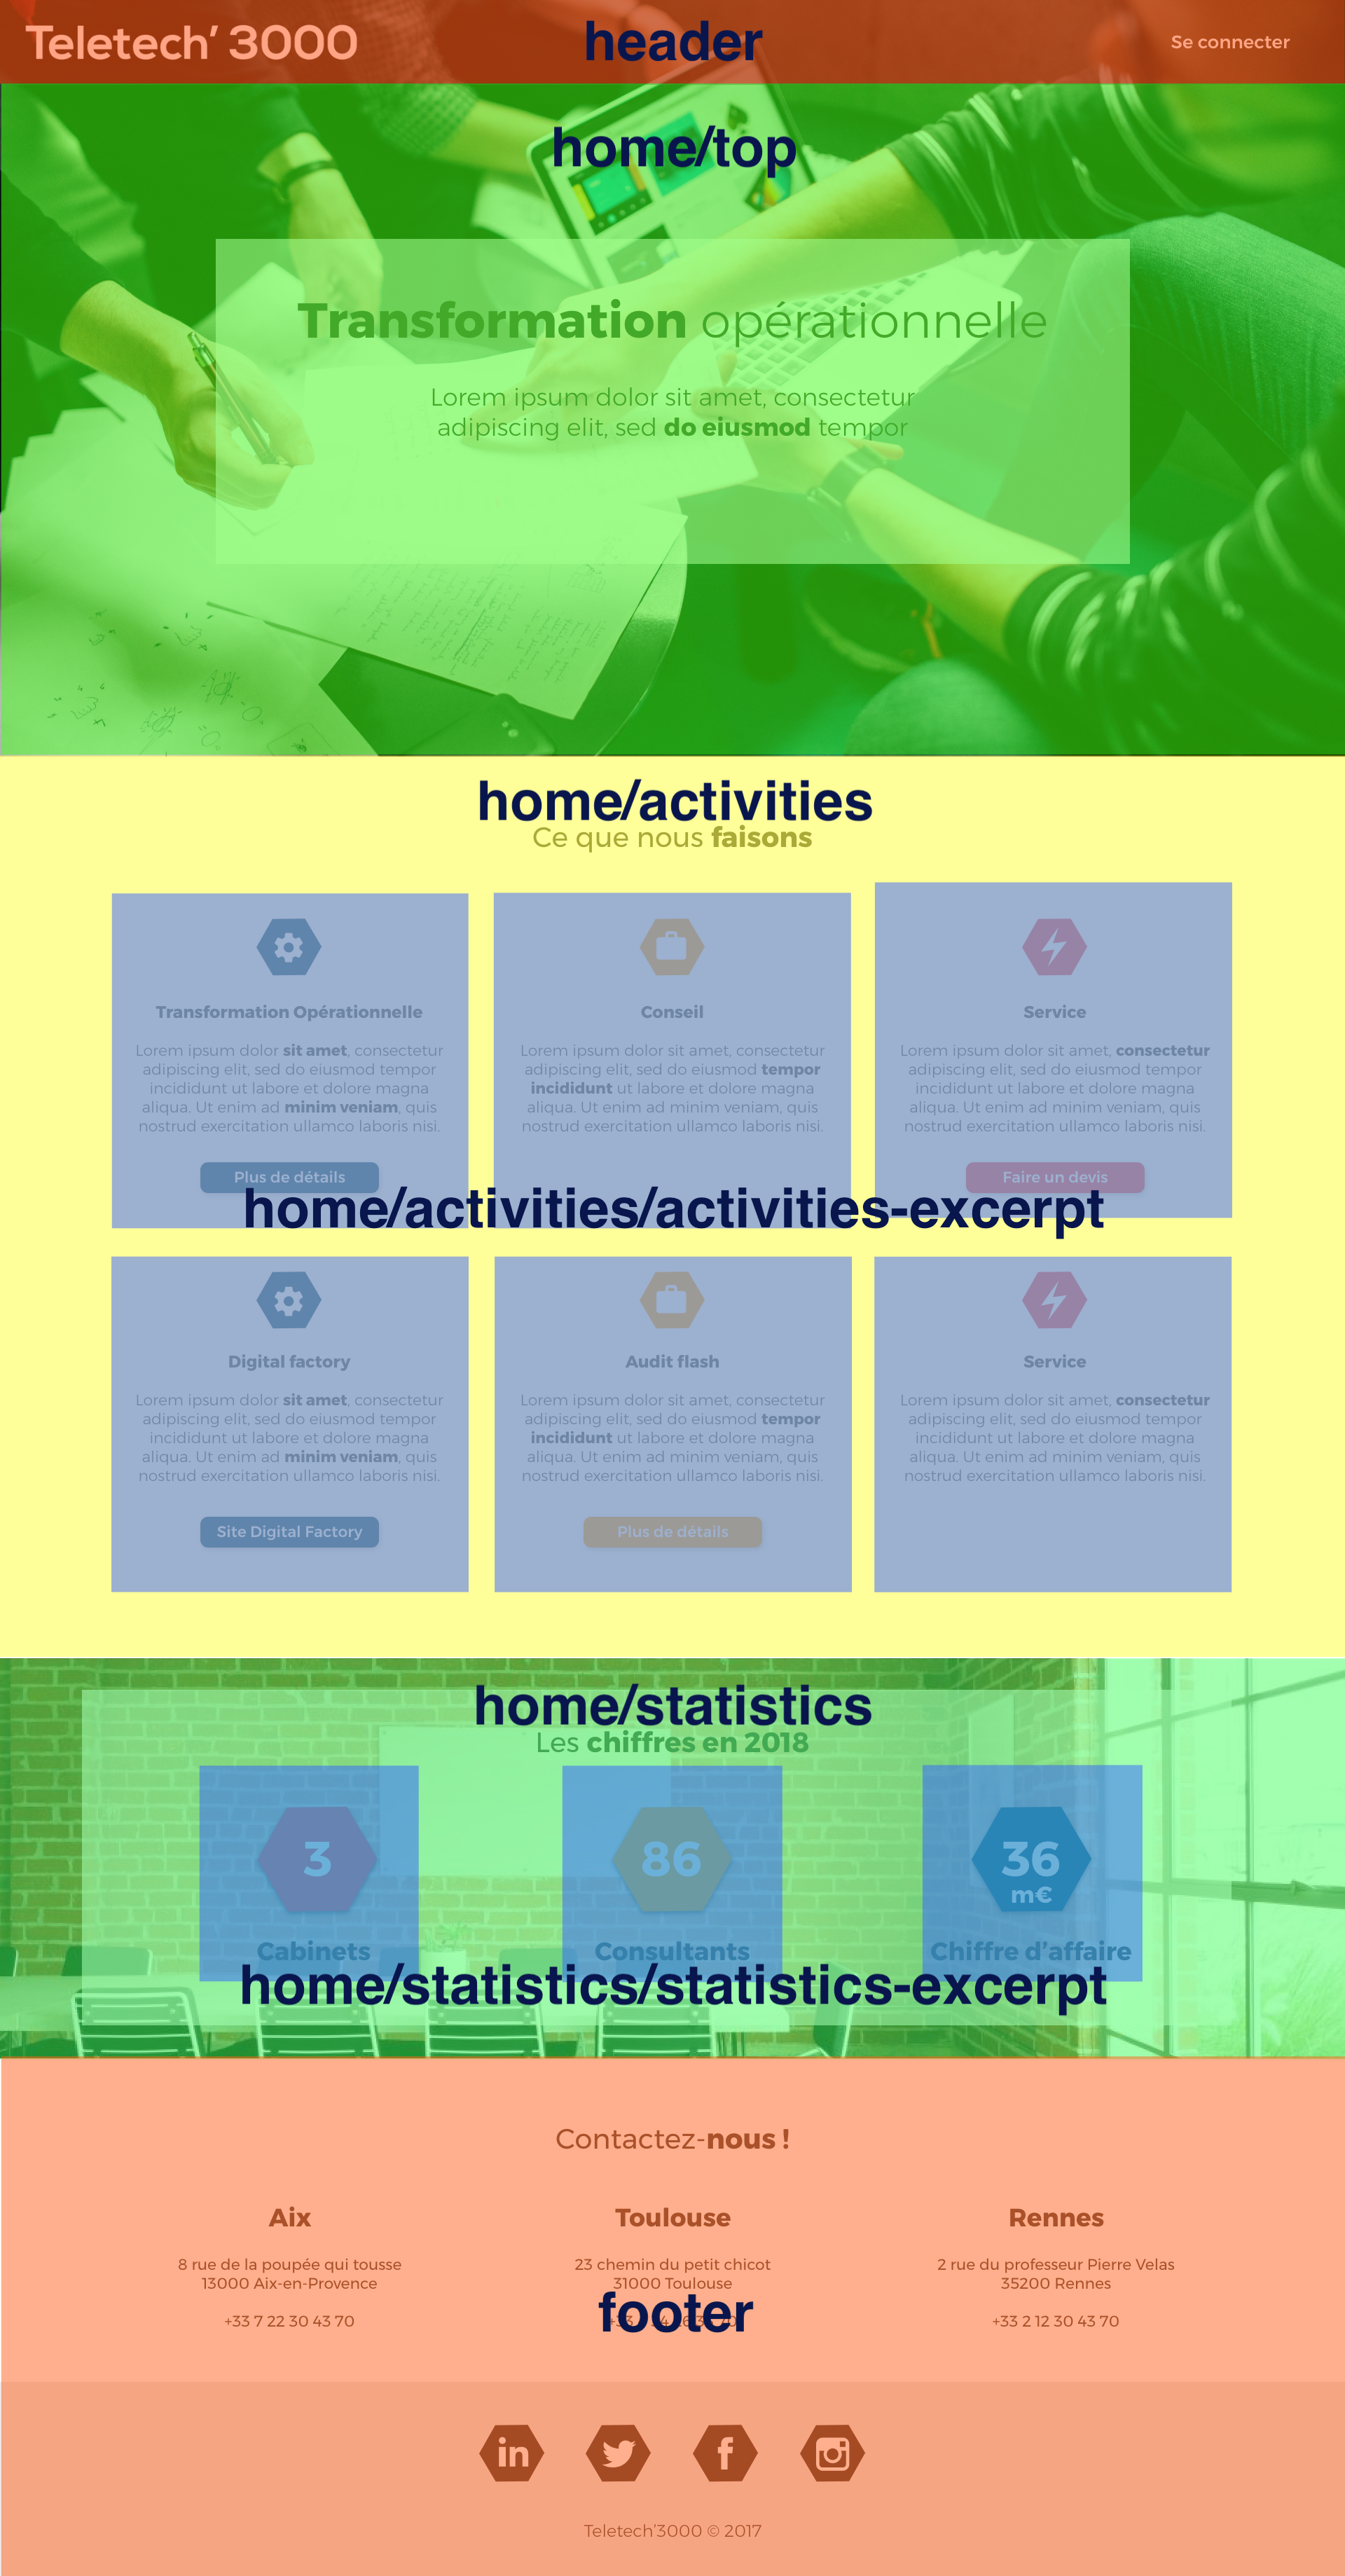 Teletech’ 3000
header
Se connecter
home/top
Transformation opérationnelle
Lorem ipsum dolor sit amet, consectetur
adipiscing elit, sed do eiusmod tempor
home/activities
Ce que nous faisons
Transformation Opérationnelle
Lorem ipsum dolor sit amet, consectetur
adipiscing elit, sed do eiusmod tempor
incididunt ut labore et dolore magna
aliqua. Ut enim ad minim veniam, quis
nostrud exercitation ullamco laboris nisi.
Plus de détails
Conseil
Lorem ipsum dolor sit amet, consectetur
adipiscing elit, sed do eiusmod tempor
incididunt ut labore et dolore magna
aliqua. Ut enim ad minim veniam, quis
nostrud exercitation ullamco laboris nisi.
Service
Lorem ipsum dolor sit amet, consectetur
adipiscing elit, sed do eiusmod tempor
incididunt ut labore et dolore magna
aliqua. Ut enim ad minim veniam, quis
nostrud exercitation ullamco laboris nisi.
Faire un devis
home/activities/activities-excerpt
Digital factory
Lorem ipsum dolor sit amet, consectetur
adipiscing elit, sed do eiusmod tempor
incididunt ut labore et dolore magna
aliqua. Ut enim ad minim veniam, quis
nostrud exercitation ullamco laboris nisi.
Site Digital Factory
Audit flash
Lorem ipsum dolor sit amet, consectetur
adipiscing elit, sed do eiusmod tempor
incididunt ut labore et dolore magna
aliqua. Ut enim ad minim veniam, quis
nostrud exercitation ullamco laboris nisi.
Plus de détails
Service
Lorem ipsum dolor sit amet, consectetur
adipiscing elit, sed do eiusmod tempor
incididunt ut labore et dolore magna
aliqua. Ut enim ad minim veniam, quis
nostrud exercitation ullamco laboris nisi.
home/statistics
Les chiffres en 2018
3
Cabinets
86
Consultants
36
m€
Chiffre d’affaire
home/statistics/statistics-excerpt
Contactez-nous !
Aix
8 rue de la poupée qui tousse
13000 Aix-en-Provence
+33 7 22 30 43 70
Toulouse
23 chemin du petit chicot
31000 Toulouse
footer
Rennes
2 rue du professeur Pierre Velas
35200 Rennes
+33 2 12 30 43 70
in
f
Teletech’3000 © 2017